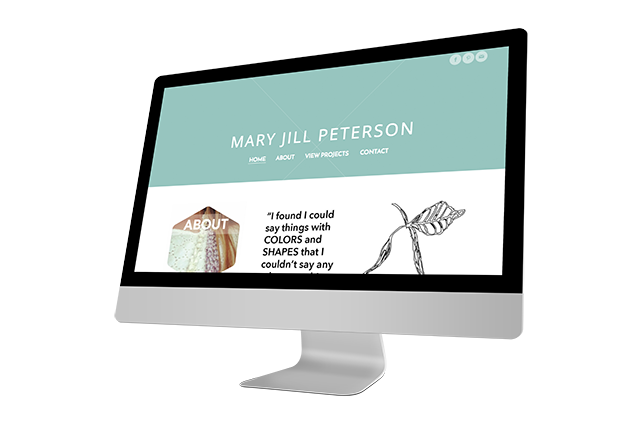 MARY JILL PETERSON
HOME ABOUT VIEW PROJECTS CONTACT
ABOUT
“I found I could
say things with
COLORS and
SHAPES that I
couldn't say any